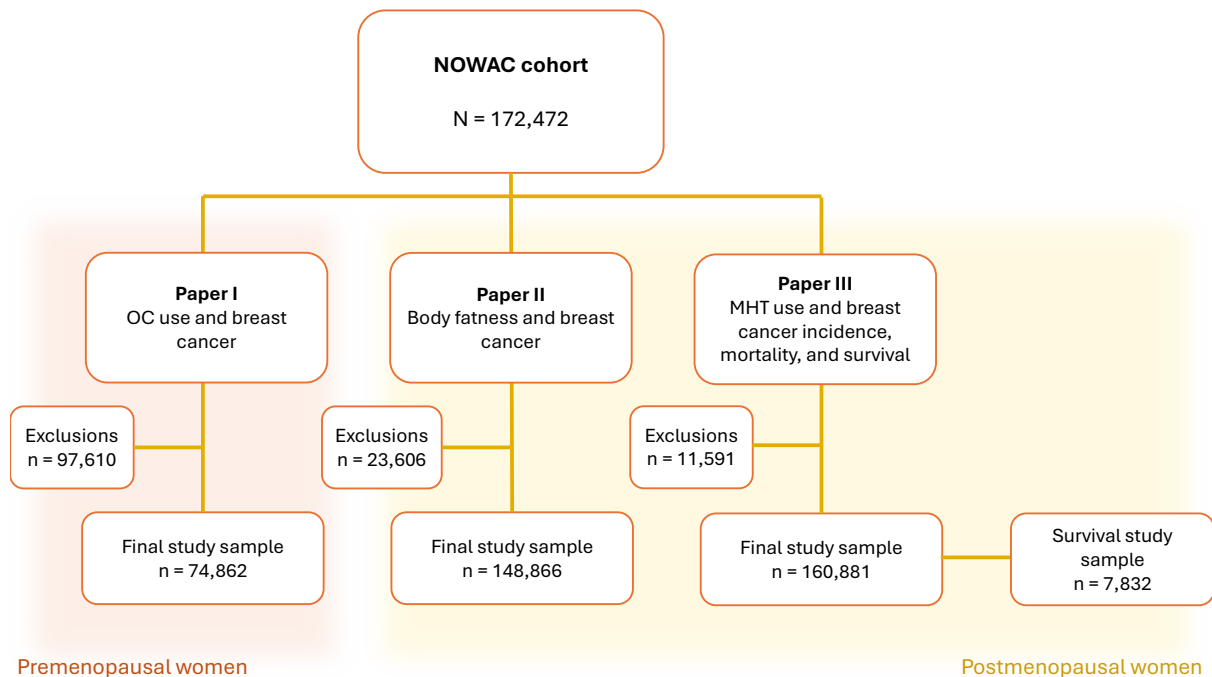 NOWAC cohort
N = 172,472
Paper I
OC use and breast
cancer
Paper II
Body fatness and breast
cancer
Paper III
MHT use and breast
cancer incidence,
mortality, and survival
Exclusions
n = 97,610
Exclusions
n = 23,606
Exclusions
n = 11,591
Final study sample
n = 74,862
Final study sample
n = 148,866
Final study sample
n = 160,881
Survival study
sample
n = 7,832
Premenopausal women
Postmenopausal women